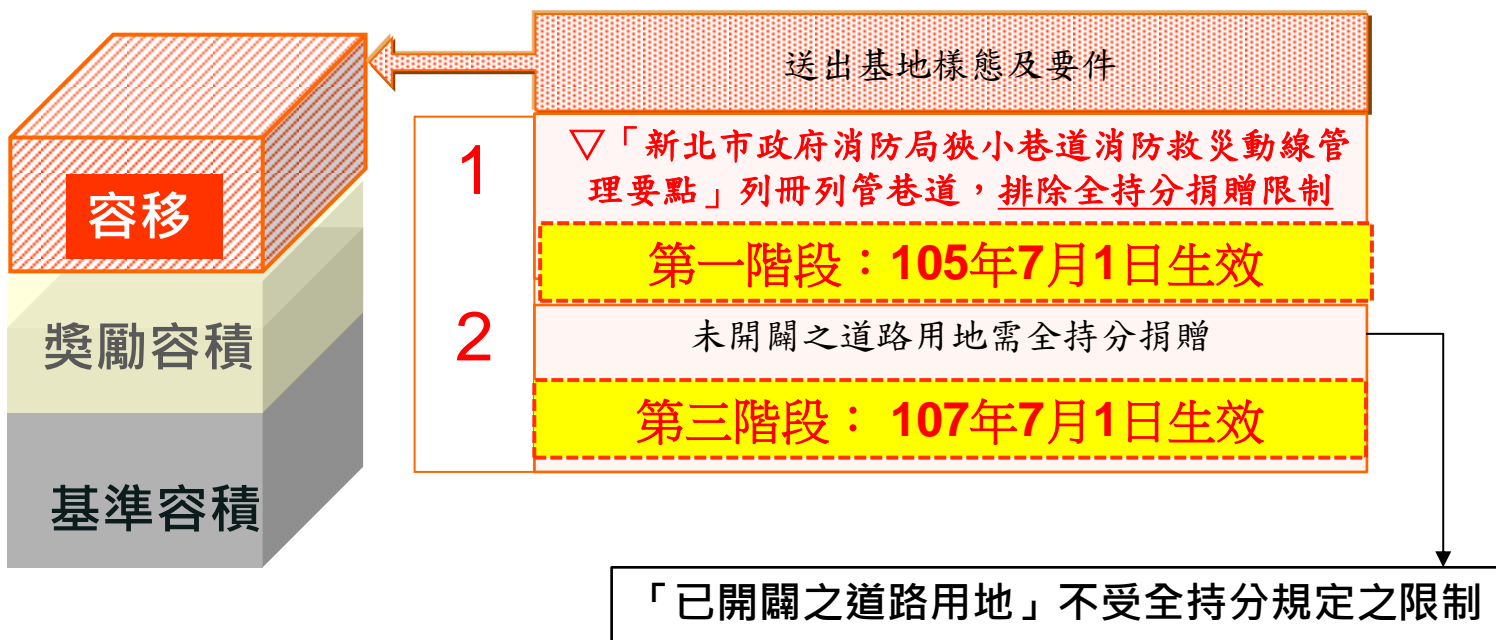 送出基地樣態及要件
1
▽「新北市政府消防局狹小巷道消防救災動線管
理要點」列冊列管巷道，排除全持分捐贈限制
容移
第一階段：105年7月1日生效
2
未開闢之道路用地需全持分捐贈
獎勵容積
第三階段： 107年7月1日生效
基準容積
「已開闢之道路用地」不受全持分規定之限制